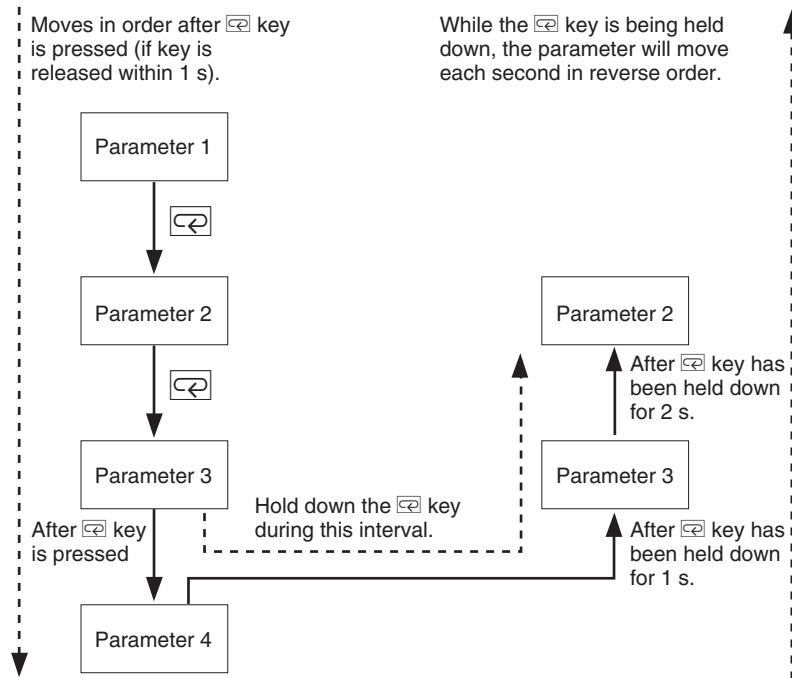 Moves in order after key
is pressed (if key is
released within 1 s).
While the key is being held
down, the parameter will move
each second in reverse order.
Parameter 1
Parameter 2
Parameter 2
After key has
been held down
for 2 s.
Parameter 3
Parameter 3
Hold down the key
during this interval.
After key
is pressed
After key has
been held down
for 1 s.
Parameter 4